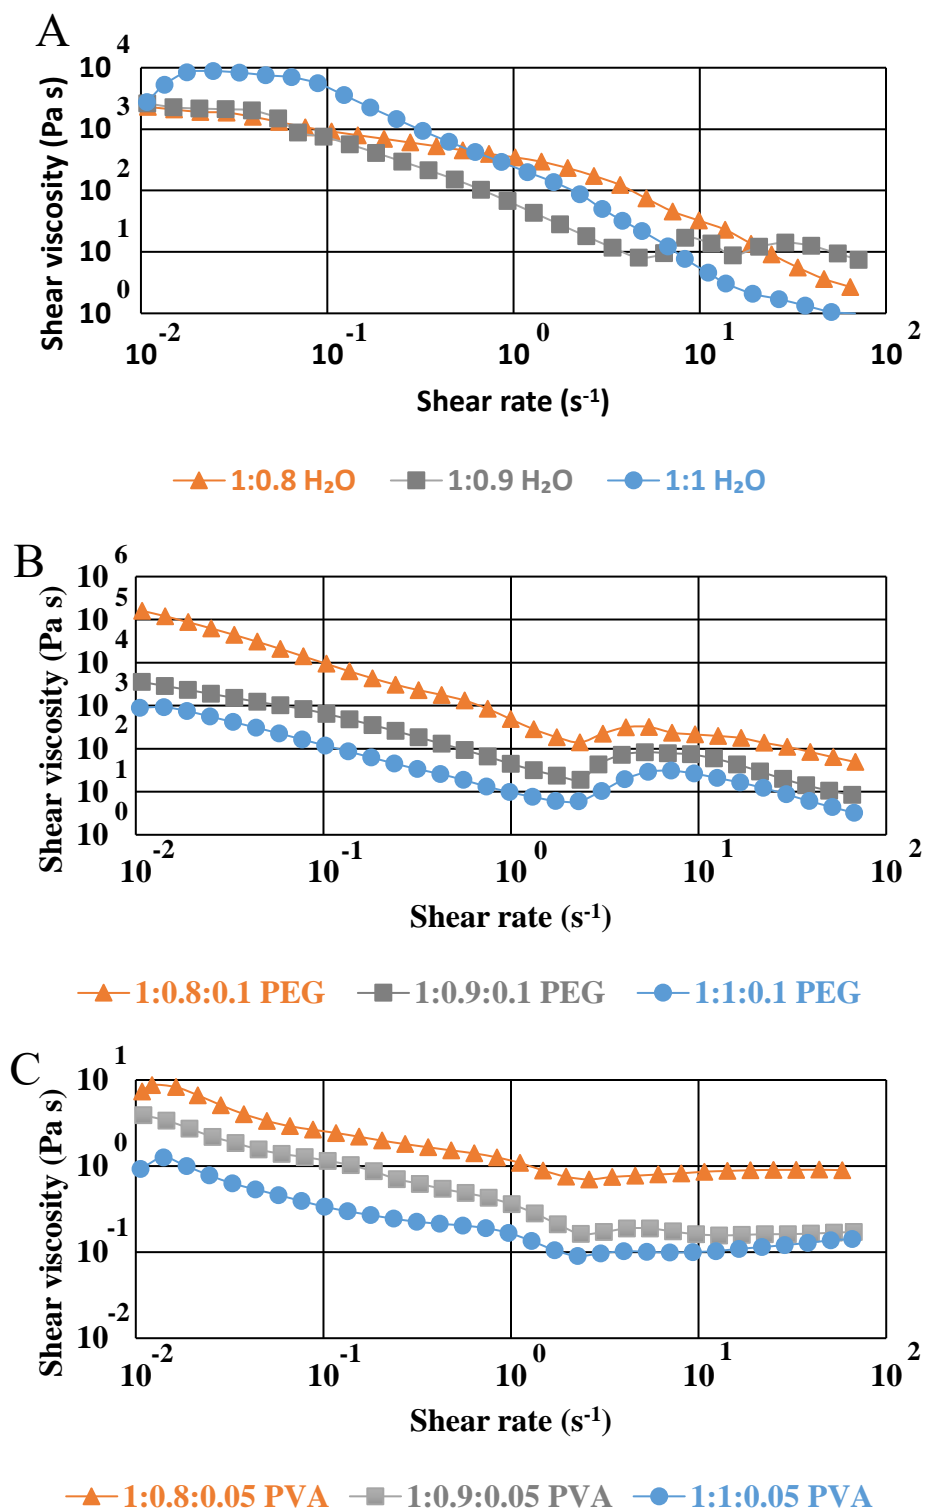 A
Shear viscosity (Pa s)
10^4
10^3
10^2
10^1
10^0
10^-2 10^-1 10^0 10^1 10^2
Shear rate (s^-1)
1:0.8 H₂O 1:0.9 H₂O 1:1 H₂O
B
Shear viscosity (Pa s)
10^6
10^5
10^4
10^3
10^2
10^1
10^0
10^-2 10^-1 10^0 10^1 10^2
Shear rate (s^-1)
1:0.8:0.1 PEG 1:0.9:0.1 PEG 1:1:0.1 PEG
C
Shear viscosity (Pa s)
10^1
10^0
10^-1
10^-2
10^-2 10^-1 10^0 10^1 10^2
Shear rate (s^-1)
1:0.8:0.05 PVA 1:0.9:0.05 PVA 1:1:0.05 PVA